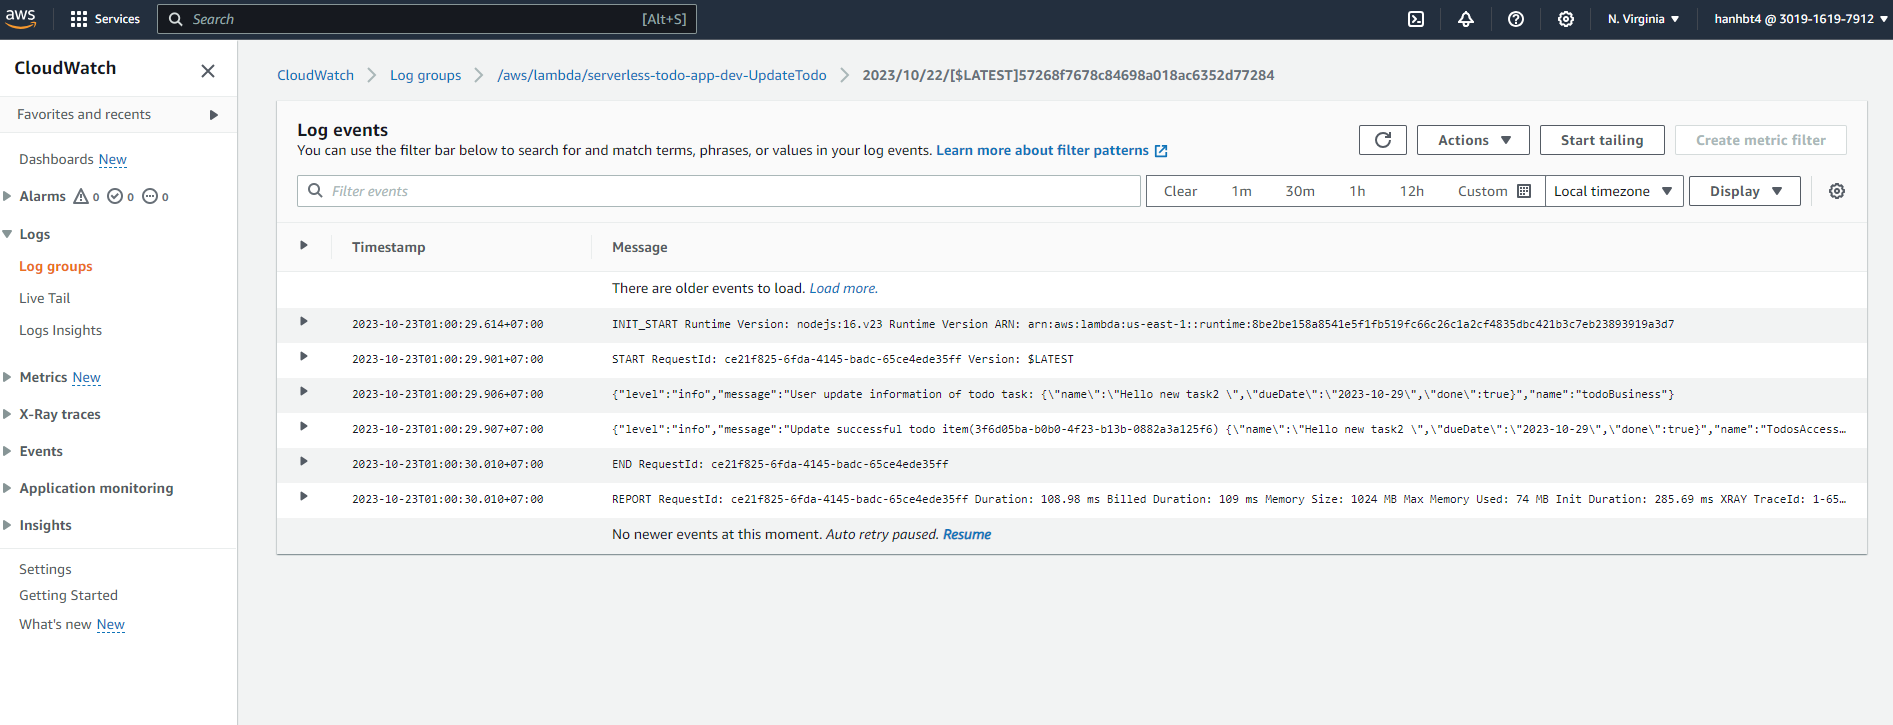 aws Services Search [Alt+S] N. Virginia hanhbt4 @ 3019-1619-7912
CloudWatch
Favorites and recents
Dashboards New
Alarms 0 0 0
Logs
Log groups
Live Tail
Logs Insights
Metrics New
X-Ray traces
Events
Application monitoring
Insights
Settings
Getting Started
What's new New
CloudWatch Log groups /aws/lambda/serverless-todo-app-dev-UpdateTodo 2023/10/22/[$LATEST]57268f7678c84698a018ac6352d77284
Log events
You can use the filter bar below to search for and match terms, phrases, or values in your log events. Learn more about filter patterns
Actions Start tailing Create metric filter
Filter events Clear 1m 30m 1h 12h Custom Local timezone Display
Timestamp Message
There are older events to load. Load more.
2023-10-23T01:00:29.614+07:00 INIT_START Runtime Version: nodejs:16.v23 Runtime Version ARN: arn:aws:lambda:us-east-1::runtime:8be2be158a8541e5f1fb519fc66c26c1a2cf4835dbc421b3c7eb23893919a3d7
2023-10-23T01:00:29.901+07:00 START RequestId: ce21f825-6fda-4145-badc-65ce4ede35ff Version: $LATEST
2023-10-23T01:00:29.906+07:00 {"level":"info","message":"User update information of todo task: {\"name\":\"Hello new task2 \",\"dueDate\":\"2023-10-29\",\"done\":true}","name":"todoBusiness"}
2023-10-23T01:00:29.907+07:00 {"level":"info","message":"Update successful todo item(3f6d05ba-b0b0-4f23-b13b-0882a3a125f6) {\"name\":\"Hello new task2 \",\"dueDate\":\"2023-10-29\",\"done\":true}","name":"TodosAccess…
2023-10-23T01:00:30.010+07:00 END RequestId: ce21f825-6fda-4145-badc-65ce4ede35ff
2023-10-23T01:00:30.010+07:00 REPORT RequestId: ce21f825-6fda-4145-badc-65ce4ede35ff Duration: 108.98 ms Billed Duration: 109 ms Memory Size: 1024 MB Max Memory Used: 74 MB Init Duration: 285.69 ms XRAY TraceId: 1-65…
No newer events at this moment. Auto retry paused. Resume